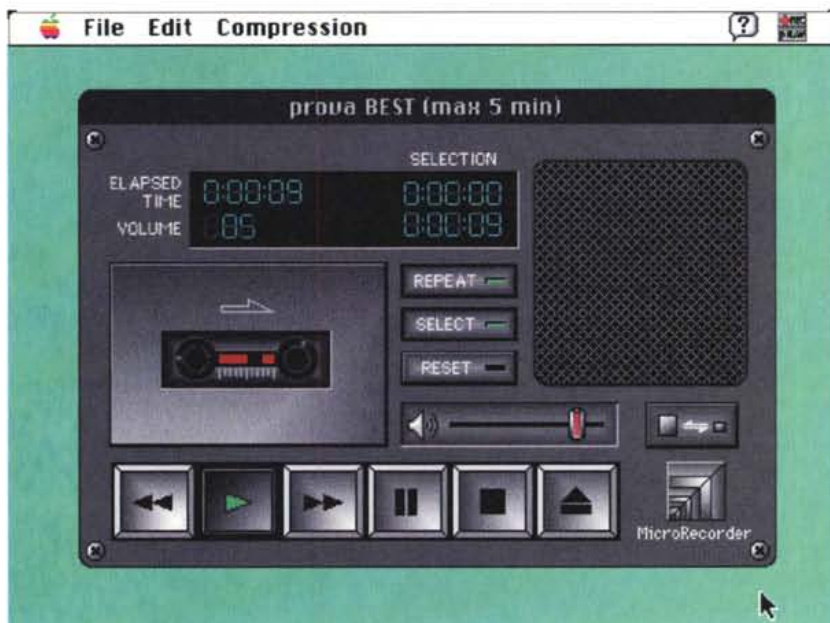 File Edit Compression
prova BEST (max 5 min)
SELECTION
ELAPSED TIME 0:00:09 0:00:00
VOLUME 85 0:00:09
REPEAT
SELECT
RESET
MicroRecorder